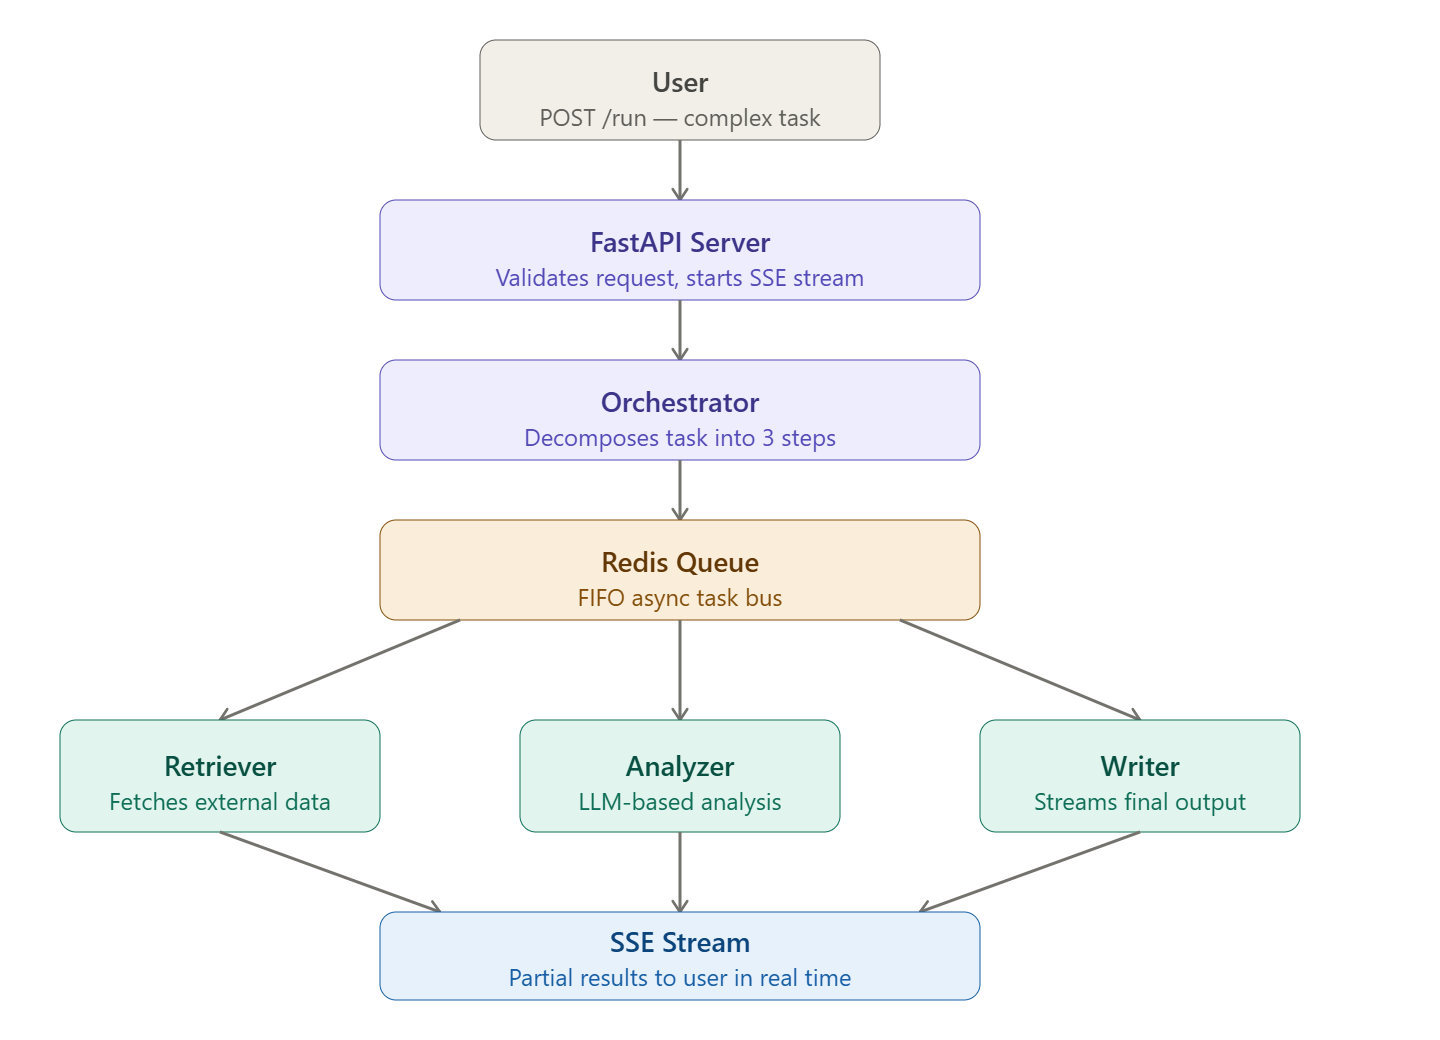 User
POST /run — complex task
FastAPI Server
Validates request, starts SSE stream
Orchestrator
Decomposes task into 3 steps
Redis Queue
FIFO async task bus
Retriever
Fetches external data
Analyzer
LLM-based analysis
Writer
Streams final output
SSE Stream
Partial results to user in real time